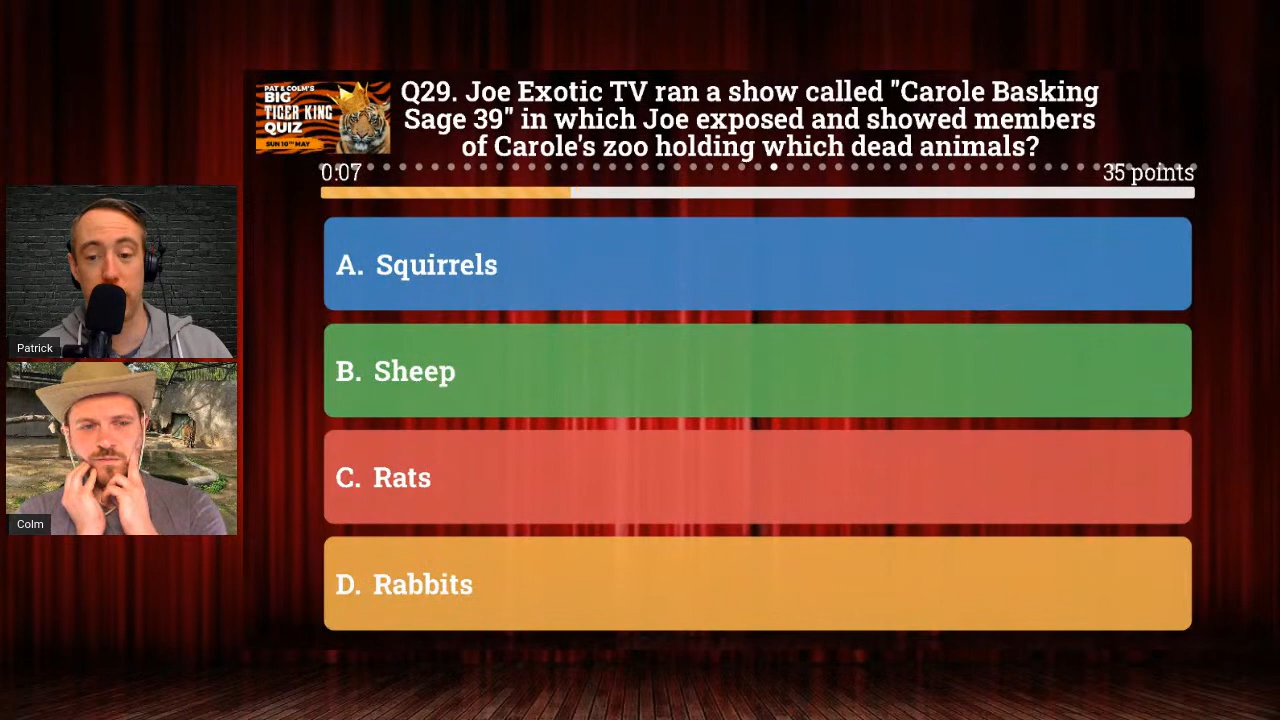 PAT & COLM'S
BIG
TIGER KING
QUIZ
SUN 10TH MAY
Q29. Joe Exotic TV ran a show called "Carole Basking
Sage 39" in which Joe exposed and showed members
of Carole's zoo holding which dead animals?
0:07
35 points
A. Squirrels
B. Sheep
C. Rats
D. Rabbits
Patrick
Colm